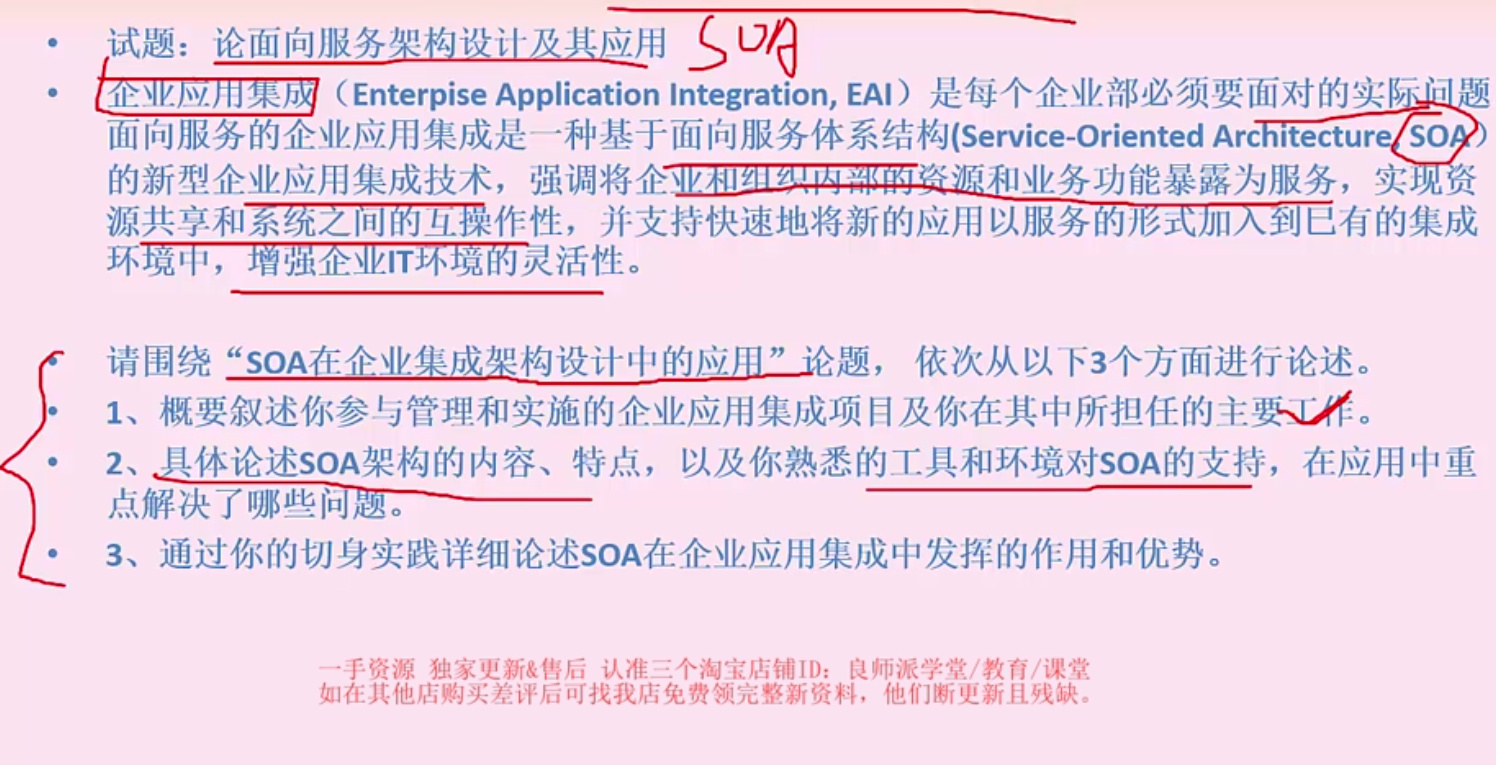 • 试题：论面向服务架构设计及其应用 SOA
• 企业应用集成（Enterpise Application Integration, EAI）是每个企业部必须要面对的实际问题
面向服务的企业应用集成是一种基于面向服务体系结构(Service-Oriented Architecture, SOA）
的新型企业应用集成技术，强调将企业和组织内部的资源和业务功能暴露为服务，实现资
源共享和系统之间的互操作性，并支持快速地将新的应用以服务的形式加入到已有的集成
环境中，增强企业IT环境的灵活性。
• 请围绕“SOA在企业集成架构设计中的应用”论题， 依次从以下3个方面进行论述。
• 1、概要叙述你参与管理和实施的企业应用集成项目及你在其中所担任的主要工作。
• 2、具体论述SOA架构的内容、特点，以及你熟悉的工具和环境对SOA的支持，在应用中重
点解决了哪些问题。
• 3、通过你的切身实践详细论述SOA在企业应用集成中发挥的作用和优势。
一手资源 独家更新&售后 认准三个淘宝店铺ID：良师派学堂/教育/课堂
如在其他店购买差评后可找我店免费领完整新资料，他们断更新且残缺。